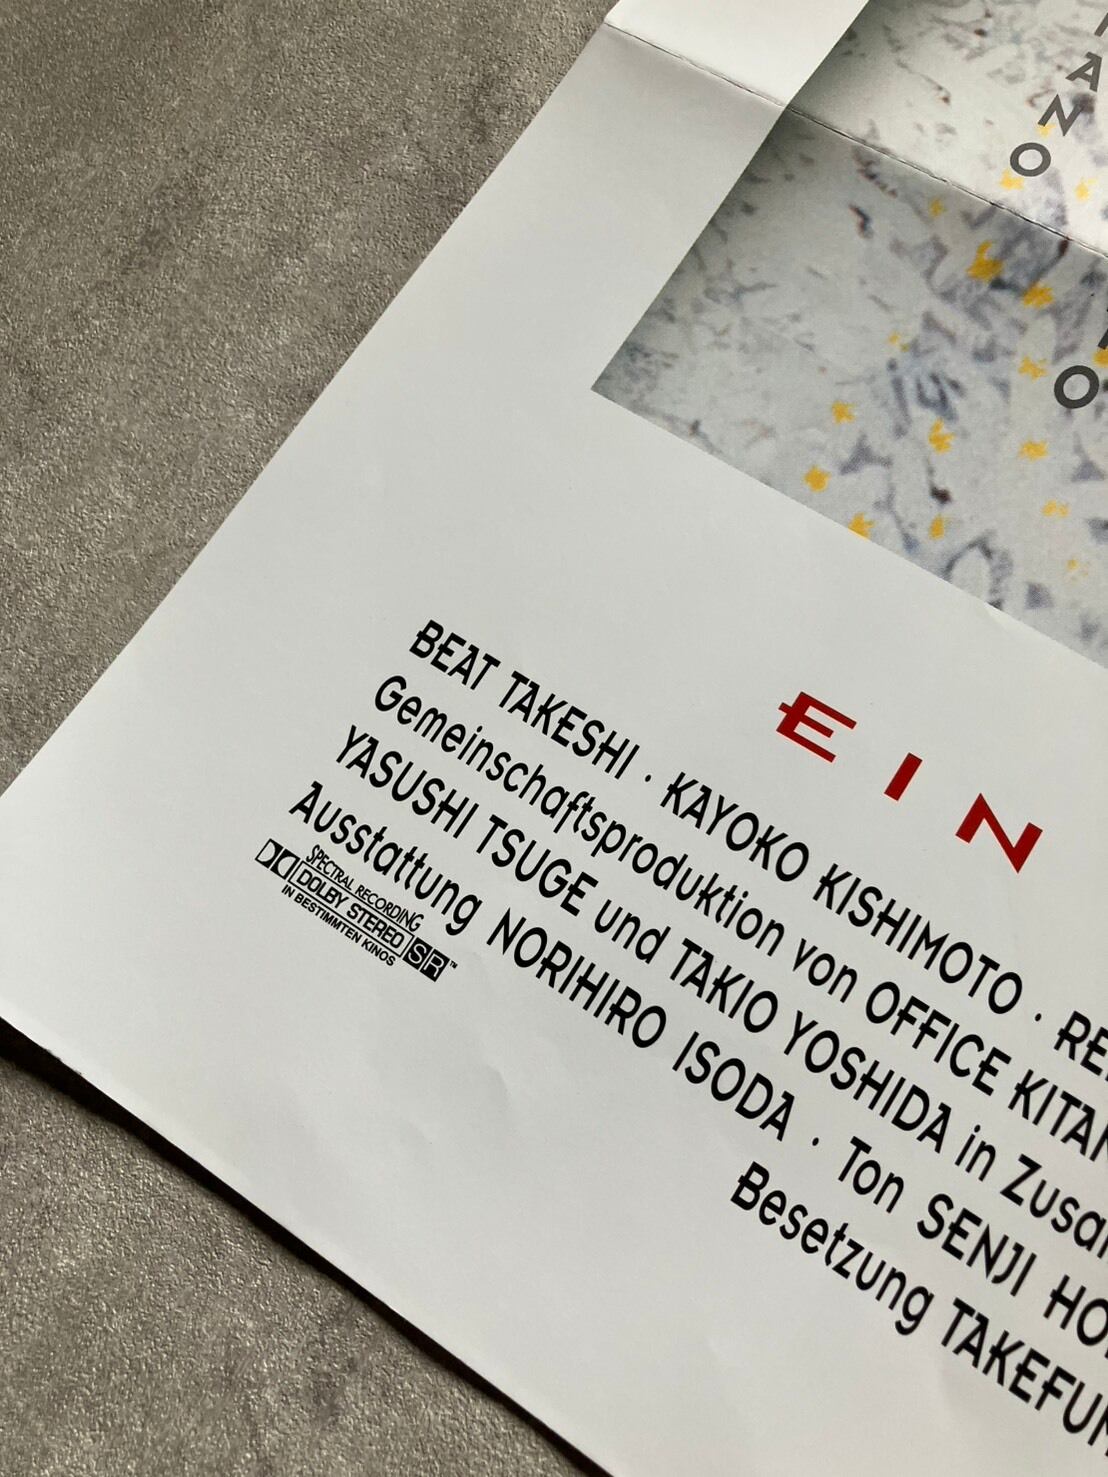 ANO
O
EIN
BEAT TAKESHI · KAYOKO KISHIMOTO ·
Gemeinschaftsproduktion von OFFICE
YASUSHI TSUGE und TAKIO YOSHIDA in
Ausstattung NORIHIRO ISODA · Ton SENJI
Besetzung
SPECTRAL RECORDING
DOLBY STEREO SR™
IN BESTIMMTEN KINOS